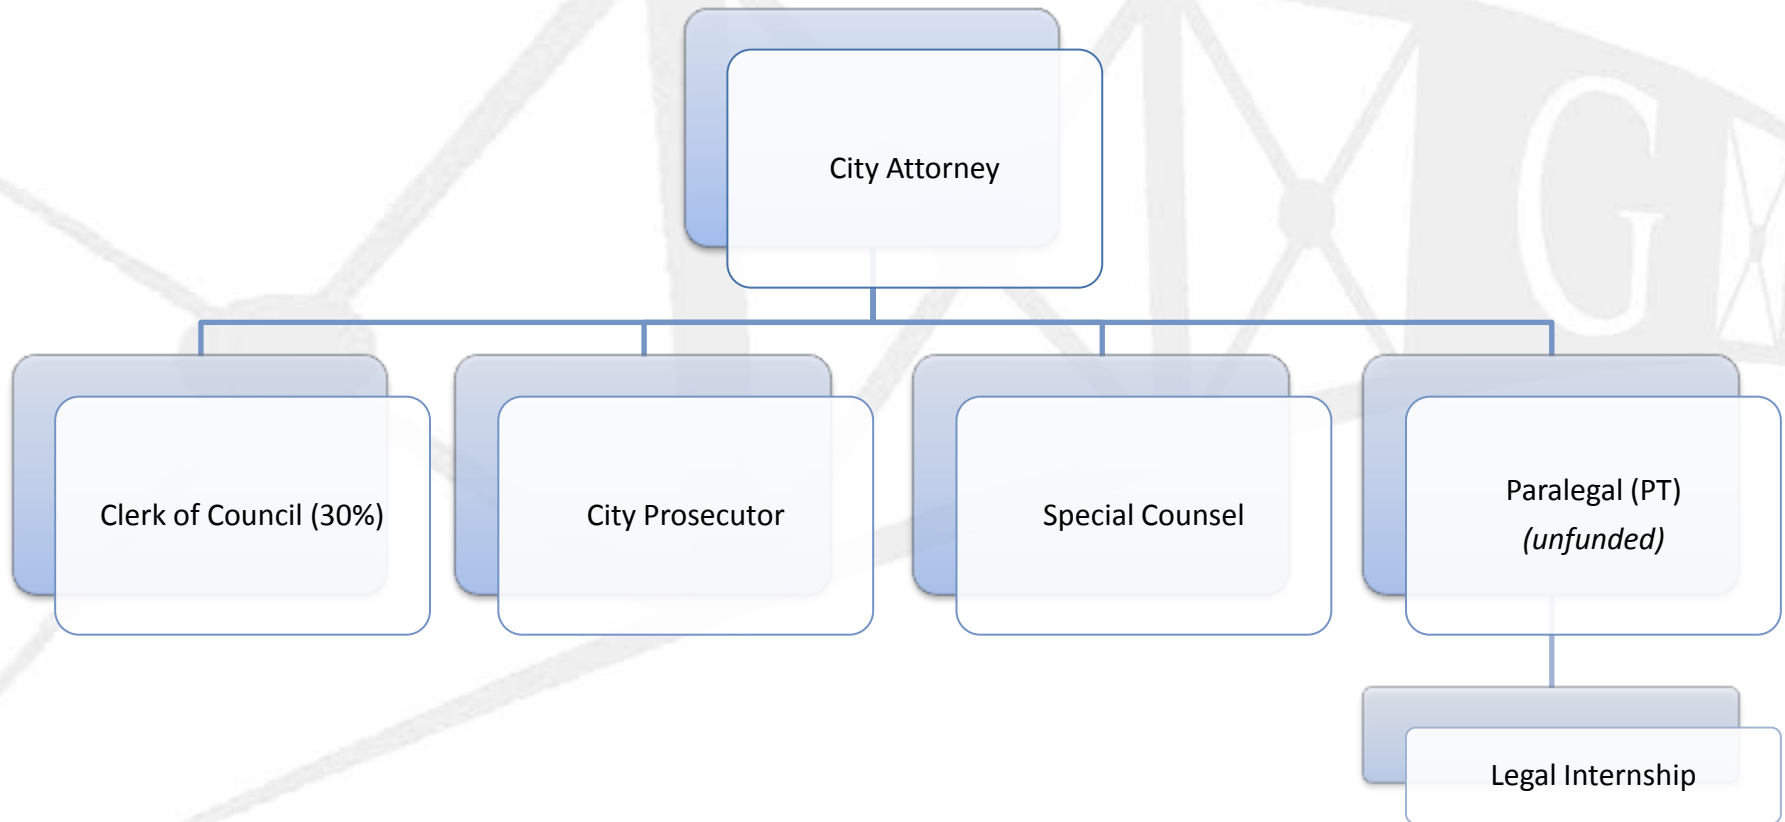 G
City Attorney
Clerk of Council (30%)
City Prosecutor
Special Counsel
Paralegal (PT)
(unfunded)
Legal Internship